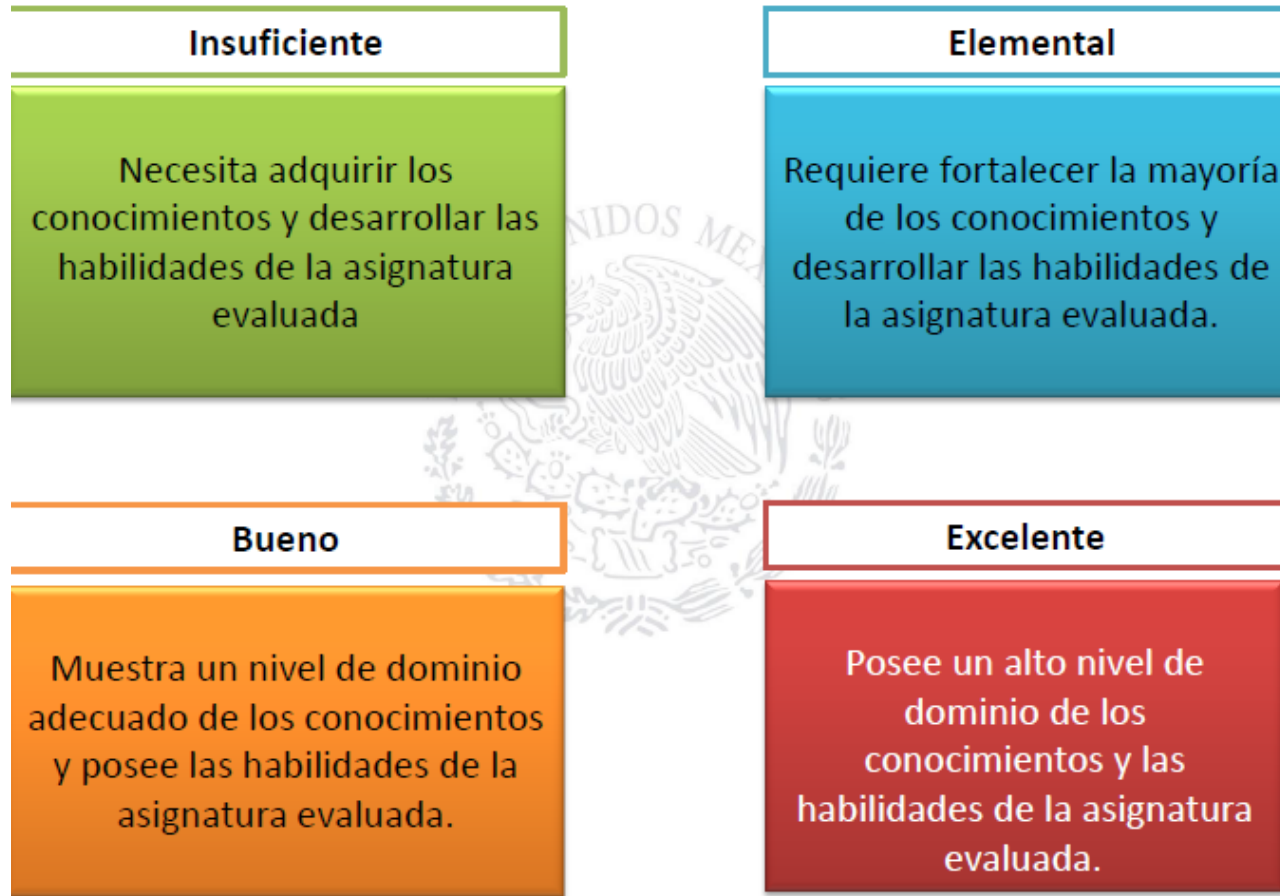 Insuficiente
Necesita adquirir los
conocimientos y desarrollar las
habilidades de la asignatura
evaluada
Elemental
Requiere fortalecer la mayoría
de los conocimientos y
desarrollar las habilidades de
la asignatura evaluada.
NIDOS MEX
Bueno
Muestra un nivel de dominio
adecuado de los conocimientos
y posee las habilidades de la
asignatura evaluada.
Excelente
Posee un alto nivel de
dominio de los
conocimientos y las
habilidades de la asignatura
evaluada.